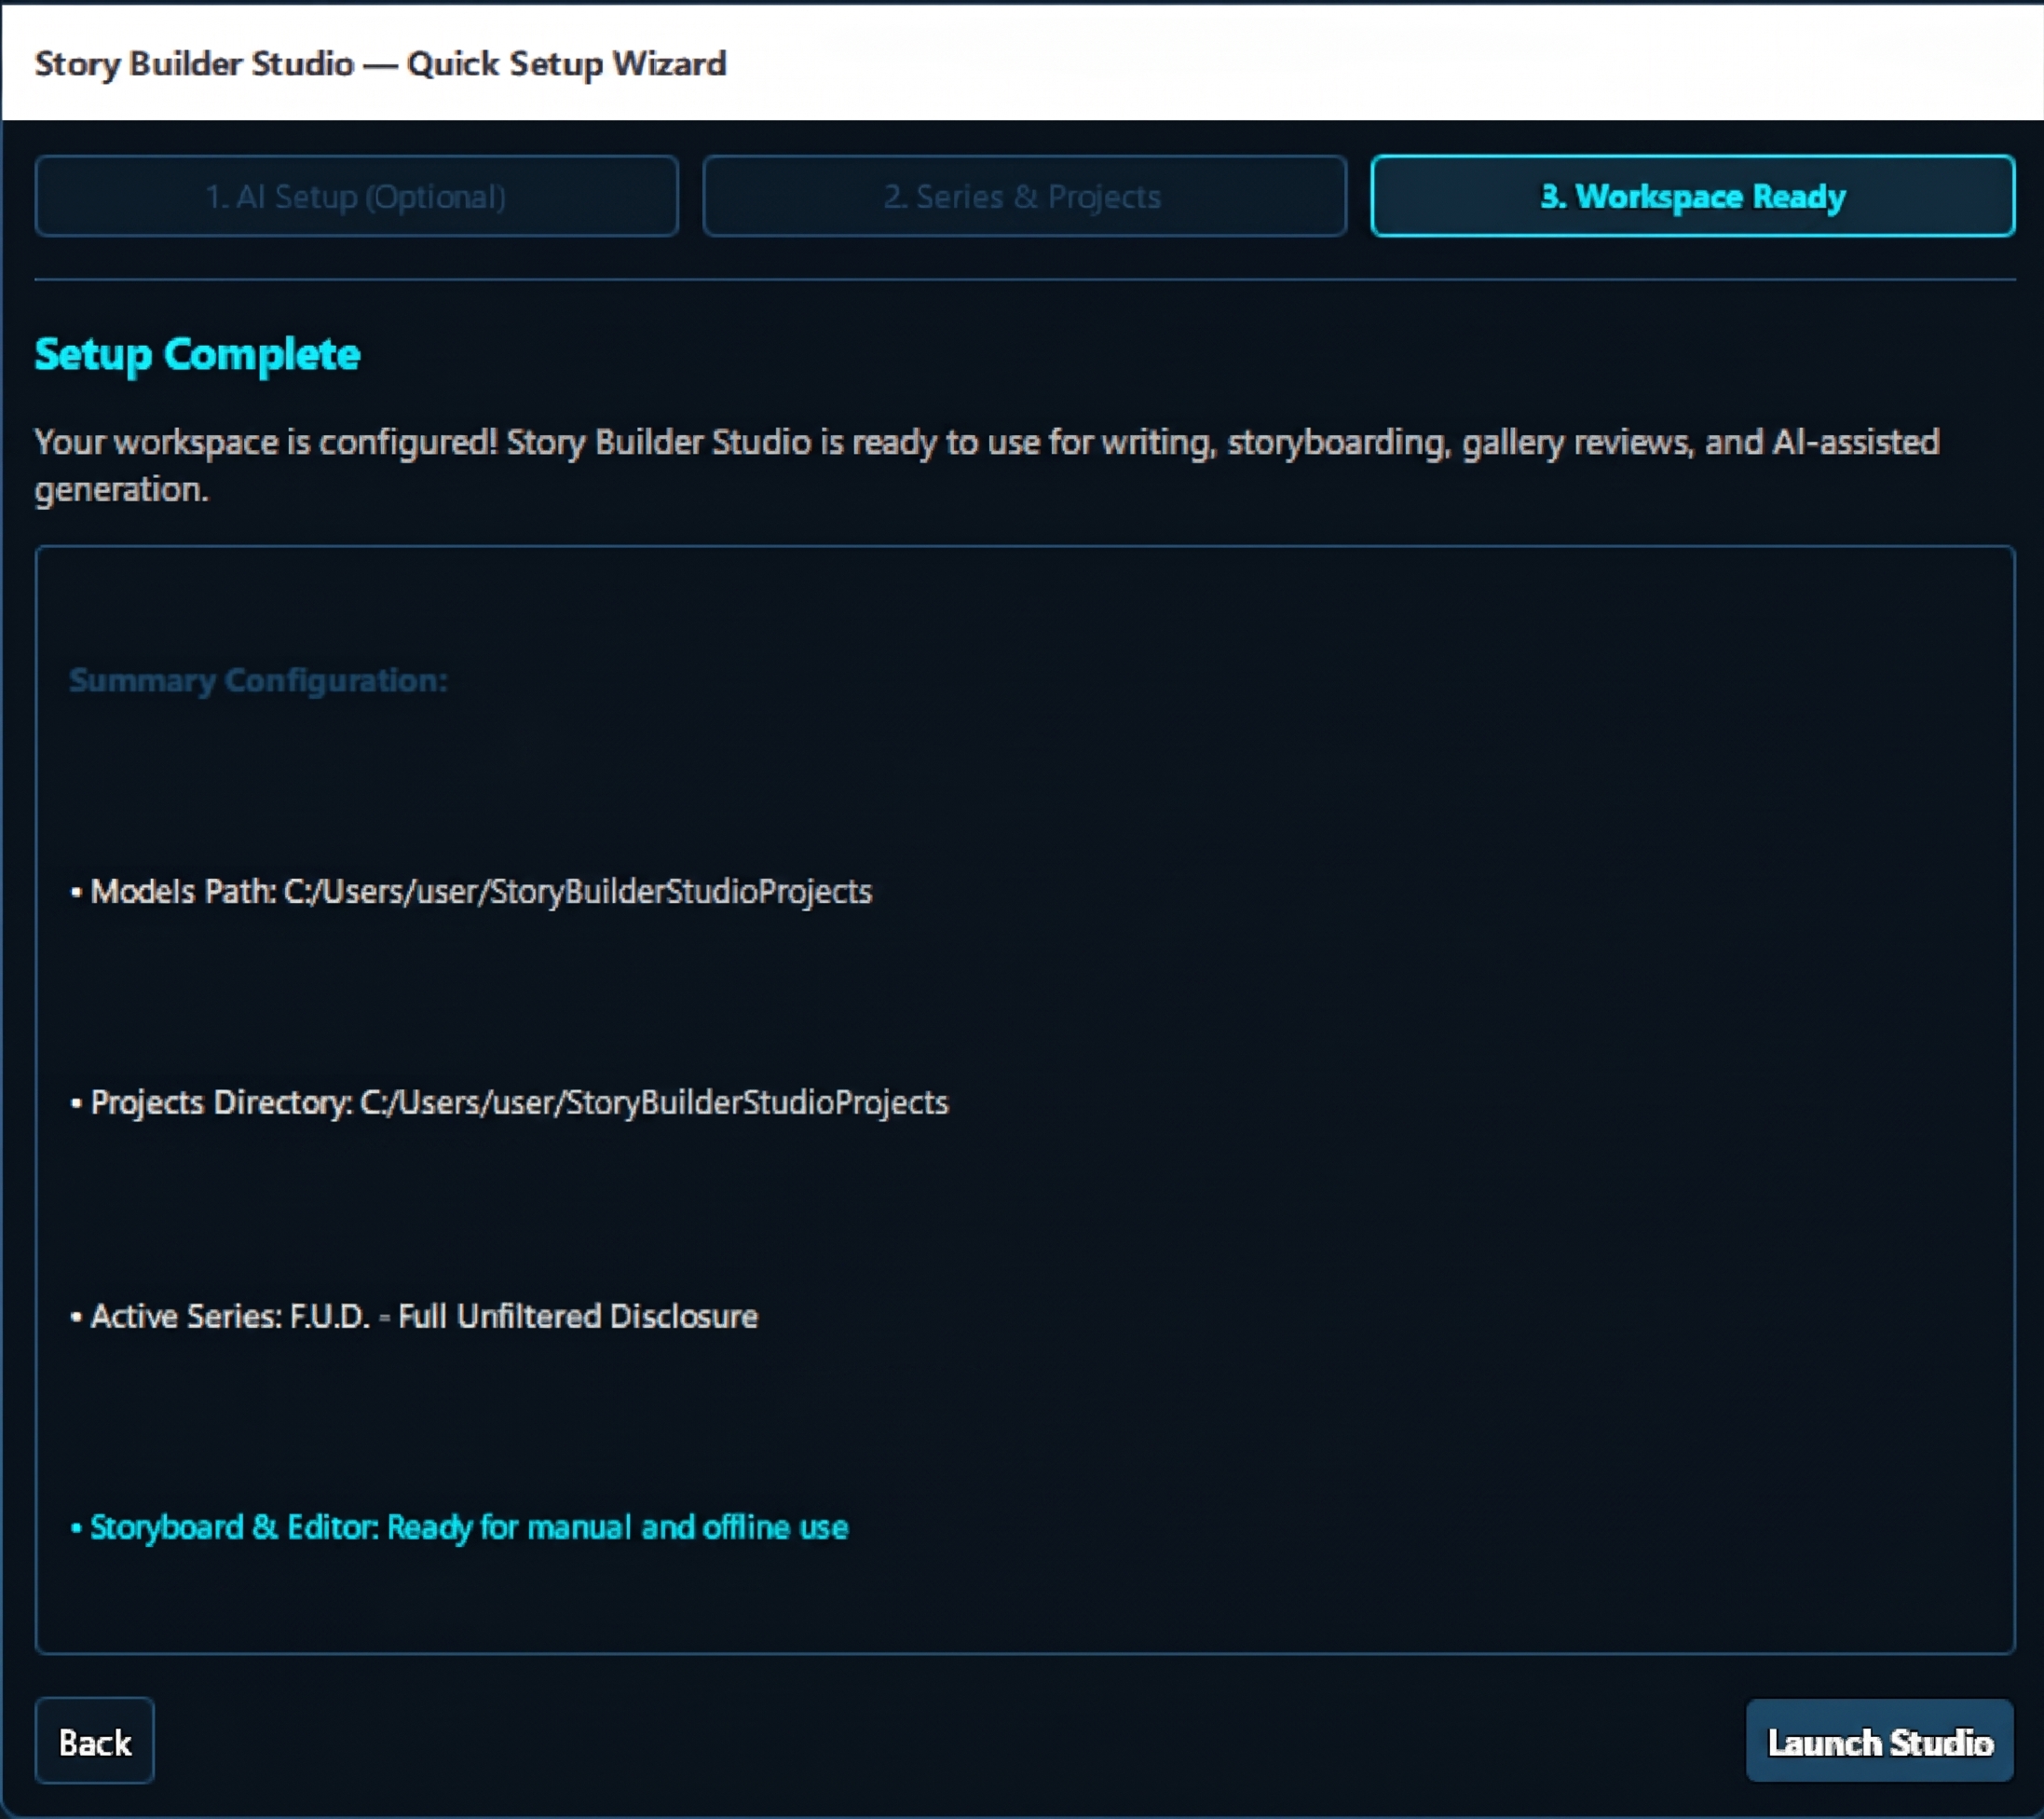 Story Builder Studio — Quick Setup Wizard
1. AI Setup (Optional)
2. Series & Projects
3. Workspace Ready
Setup Complete
Your workspace is configured! Story Builder Studio is ready to use for writing, storyboarding, gallery reviews, and AI-assisted
generation.
Summary Configuration:
• Models Path: C:/Users/user/StoryBuilderStudioProjects
• Projects Directory: C:/Users/user/StoryBuilderStudioProjects
• Active Series: F.U.D. - Full Unfiltered Disclosure
• Storyboard & Editor: Ready for manual and offline use
Back
Launch Studio